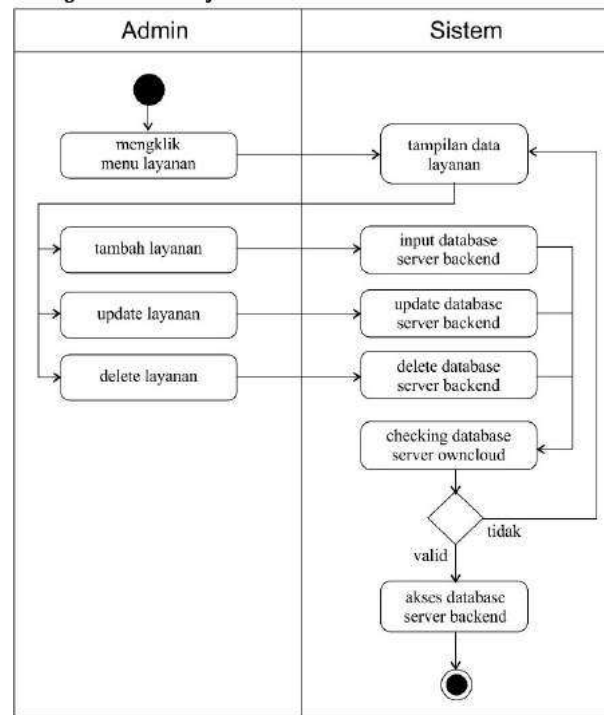 Admin
Sistem
mengklik
menu layanan
tampilan data
layanan
tambah layanan
input database
server backend
update layanan
update database
server backend
delete layanan
delete database
server backend
checking database
server owncloud
tidak
valid
akses database
server backend